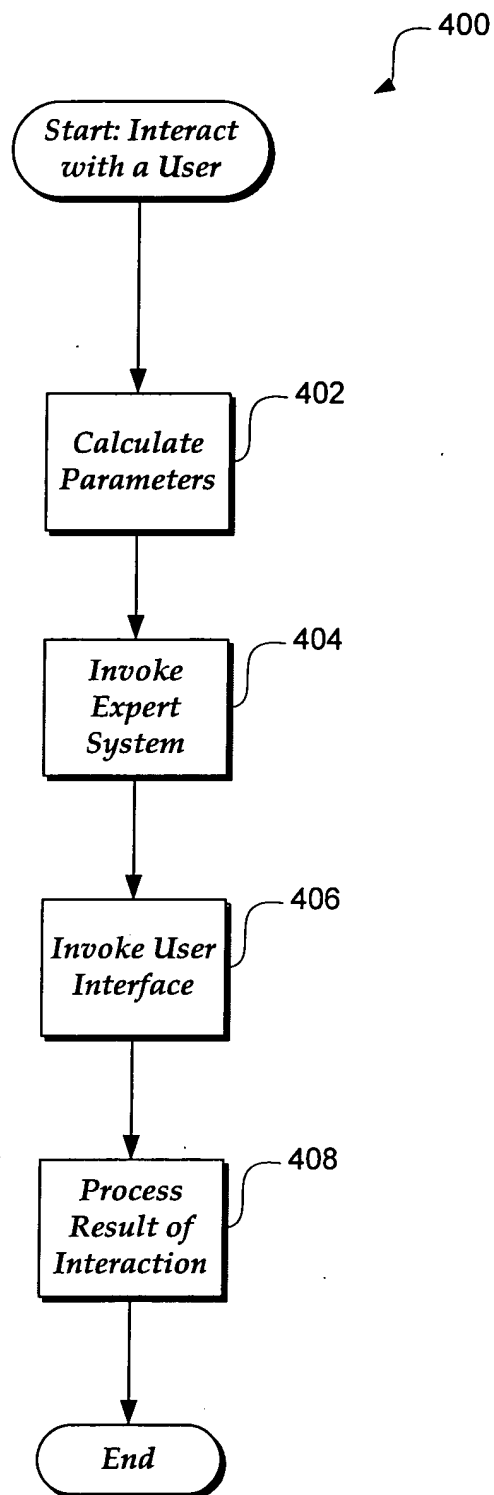 400
Start: Interact
with a User
402
Calculate
Parameters
404
Invoke
Expert
System
406
Invoke User
Interface
408
Process
Result of
Interaction
End